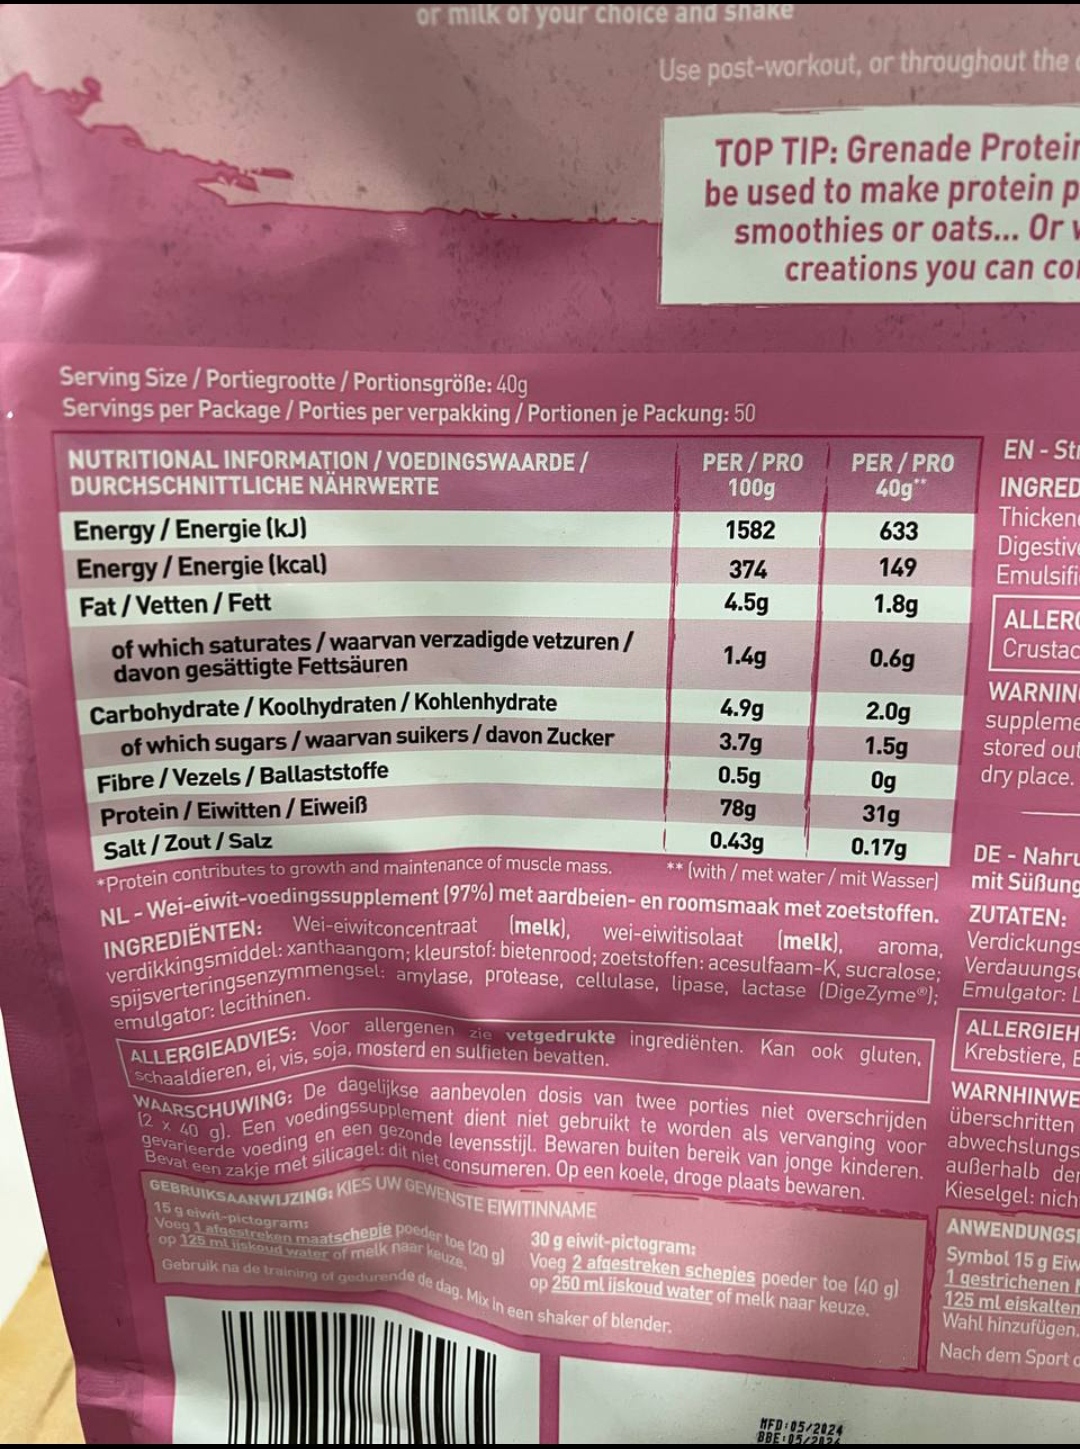 or milk of your choice and shake
Use post-workout, or throughout the
TOP TIP: Grenade Protein
be used to make protein p
smoothies or oats... Or
creations you can co
Serving Size / Portiegrootte / Portionsgröße: 40g
Servings per Package / Porties per verpakking / Portionen je Packung: 50
NUTRITIONAL INFORMATION / VOEDINGSWAARDE /
DURCHSCHNITTLICHE NÄHRWERTE
PER / PRO
100g
PER / PRO
40g**
Energy / Energie (kJ) 1582 633
Energy / Energie (kcal) 374 149
Fat / Vetten / Fett 4.5g 1.8g
of which saturates / waarvan verzadigde vetzuren /
davon gesättigte Fettsäuren 1.4g 0.6g
Carbohydrate / Koolhydraten / Kohlenhydrate 4.9g 2.0g
of which sugars / waarvan suikers / davon Zucker 3.7g 1.5g
Fibre / Vezels / Ballaststoffe 0.5g 0g
Protein / Eiwitten / Eiweiß 78g 31g
Salt / Zout / Salz 0.43g 0.17g
*Protein contributes to growth and maintenance of muscle mass.
** (with / met water / mit Wasser)
NL - Wei-eiwit-voedingssupplement (97%) met aardbeien- en roomsmaak met zoetstoffen.
INGREDIËNTEN: Wei-eiwitconcentraat (melk), wei-eiwitisolaat (melk), aroma,
verdikkingsmiddel: xanthaangom; kleurstof: bietenrood; zoetstoffen: acesulfaam-K, sucralose;
spijsverteringsenzymmengsel: amylase, protease, cellulase, lipase, lactase (DigeZyme®);
emulgator: lecithinen.
ALLERGIEADVIES: Voor allergenen zie vetgedrukte ingrediënten. Kan ook gluten,
schaaldieren, ei, vis, soja, mosterd en sulfieten bevatten.
WAARSCHUWING: De dagelijkse aanbevolen dosis van twee porties niet overschrijden
(2 x 40 g). Een voedingssupplement dient niet gebruikt te worden als vervanging voor
gevarieerde voeding en een gezonde levensstijl. Bewaren buiten bereik van jonge kinderen.
Bevat een zakje met silicagel: dit niet consumeren. Op een koele, droge plaats bewaren.
GEBRUIKSAANWIJZING: KIES UW GEWENSTE EIWITINNAME
15 g eiwit-pictogram:
Voeg 1 afgestreken maatschepje poeder toe (20 g)
op 125 ml ijskoud water of melk naar keuze.
30 g eiwit-pictogram:
Voeg 2 afgestreken schepjes poeder toe (40 g)
op 250 ml ijskoud water of melk naar keuze.
Gebruik na de training of gedurende de dag. Mix in een shaker of blender.
EN - St
INGRED
Thicken
Digestiv
Emulsifi
ALLER
Crustac
WARNIN
suppleme
stored out
dry place.
DE - Nahru
mit Süßung
ZUTATEN:
Verdickungs
Verdauungs
Emulgator: L
ALLERGIEH
Krebstiere, E
WARNHINWE
überschritten
abwechslungs
außerhalb der
Kieselgel: nich
ANWENDUNGS
Symbol 15 g Eiw
1 gestrichenen
125 ml eiskalten
Wahl hinzufügen.
Nach dem Sport
MFD:05/2024
BBE:05/2026